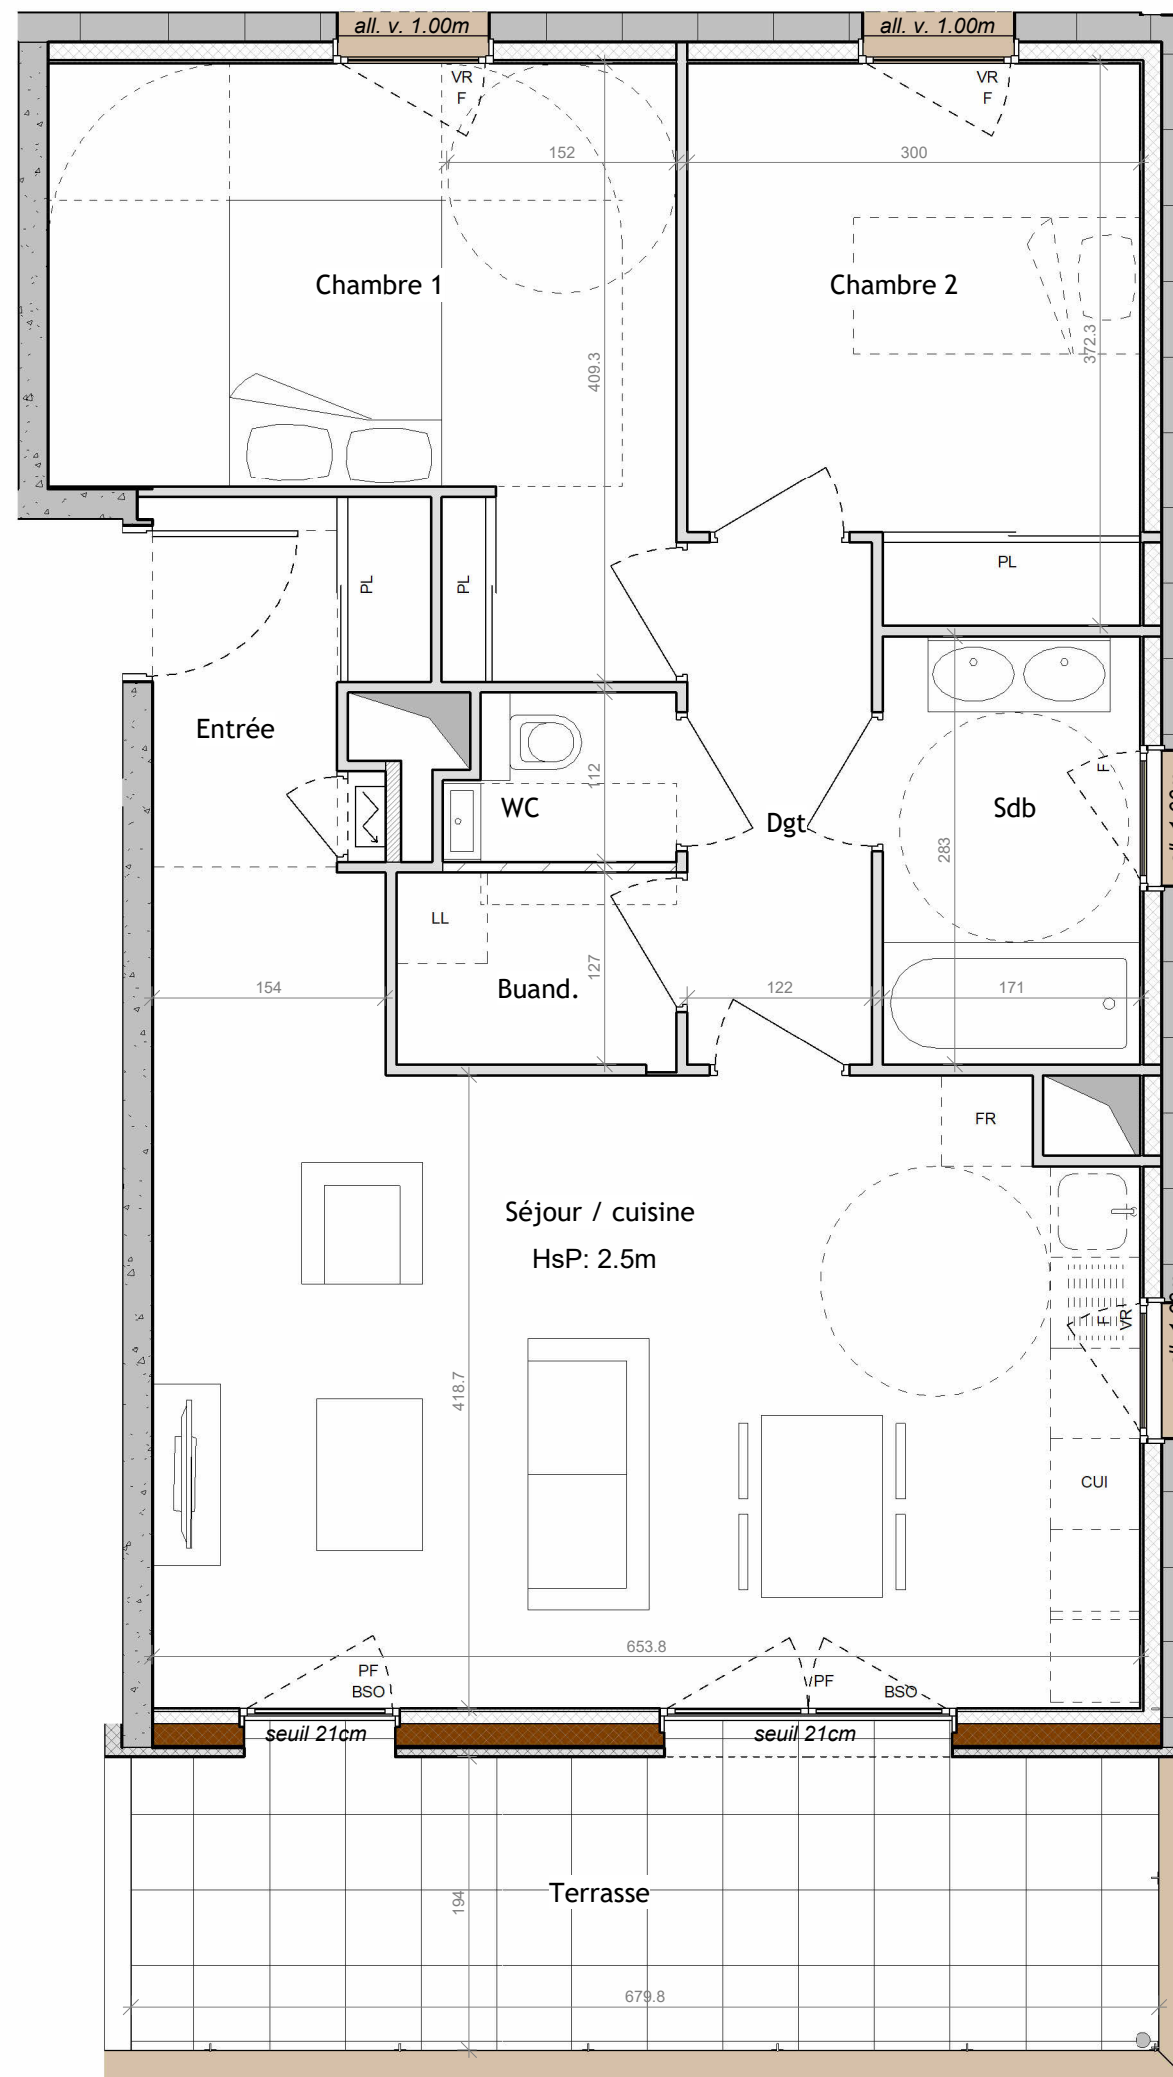 all. v. 1.00m
all. v. 1.00m
VR
F
VR
F
152
300
Chambre 1
Chambre 2
409.3
372.3
PL
PL
PL
Entrée
112
WC
Dgt
Sdb
F
283
LL
127
Buand.
154
122
171
FR
Séjour / cuisine
HsP: 2.5m
F
VR
418.7
CUI
653.8
PF
BSO
PF
BSO
seuil 21cm
seuil 21cm
Terrasse
194
679.8